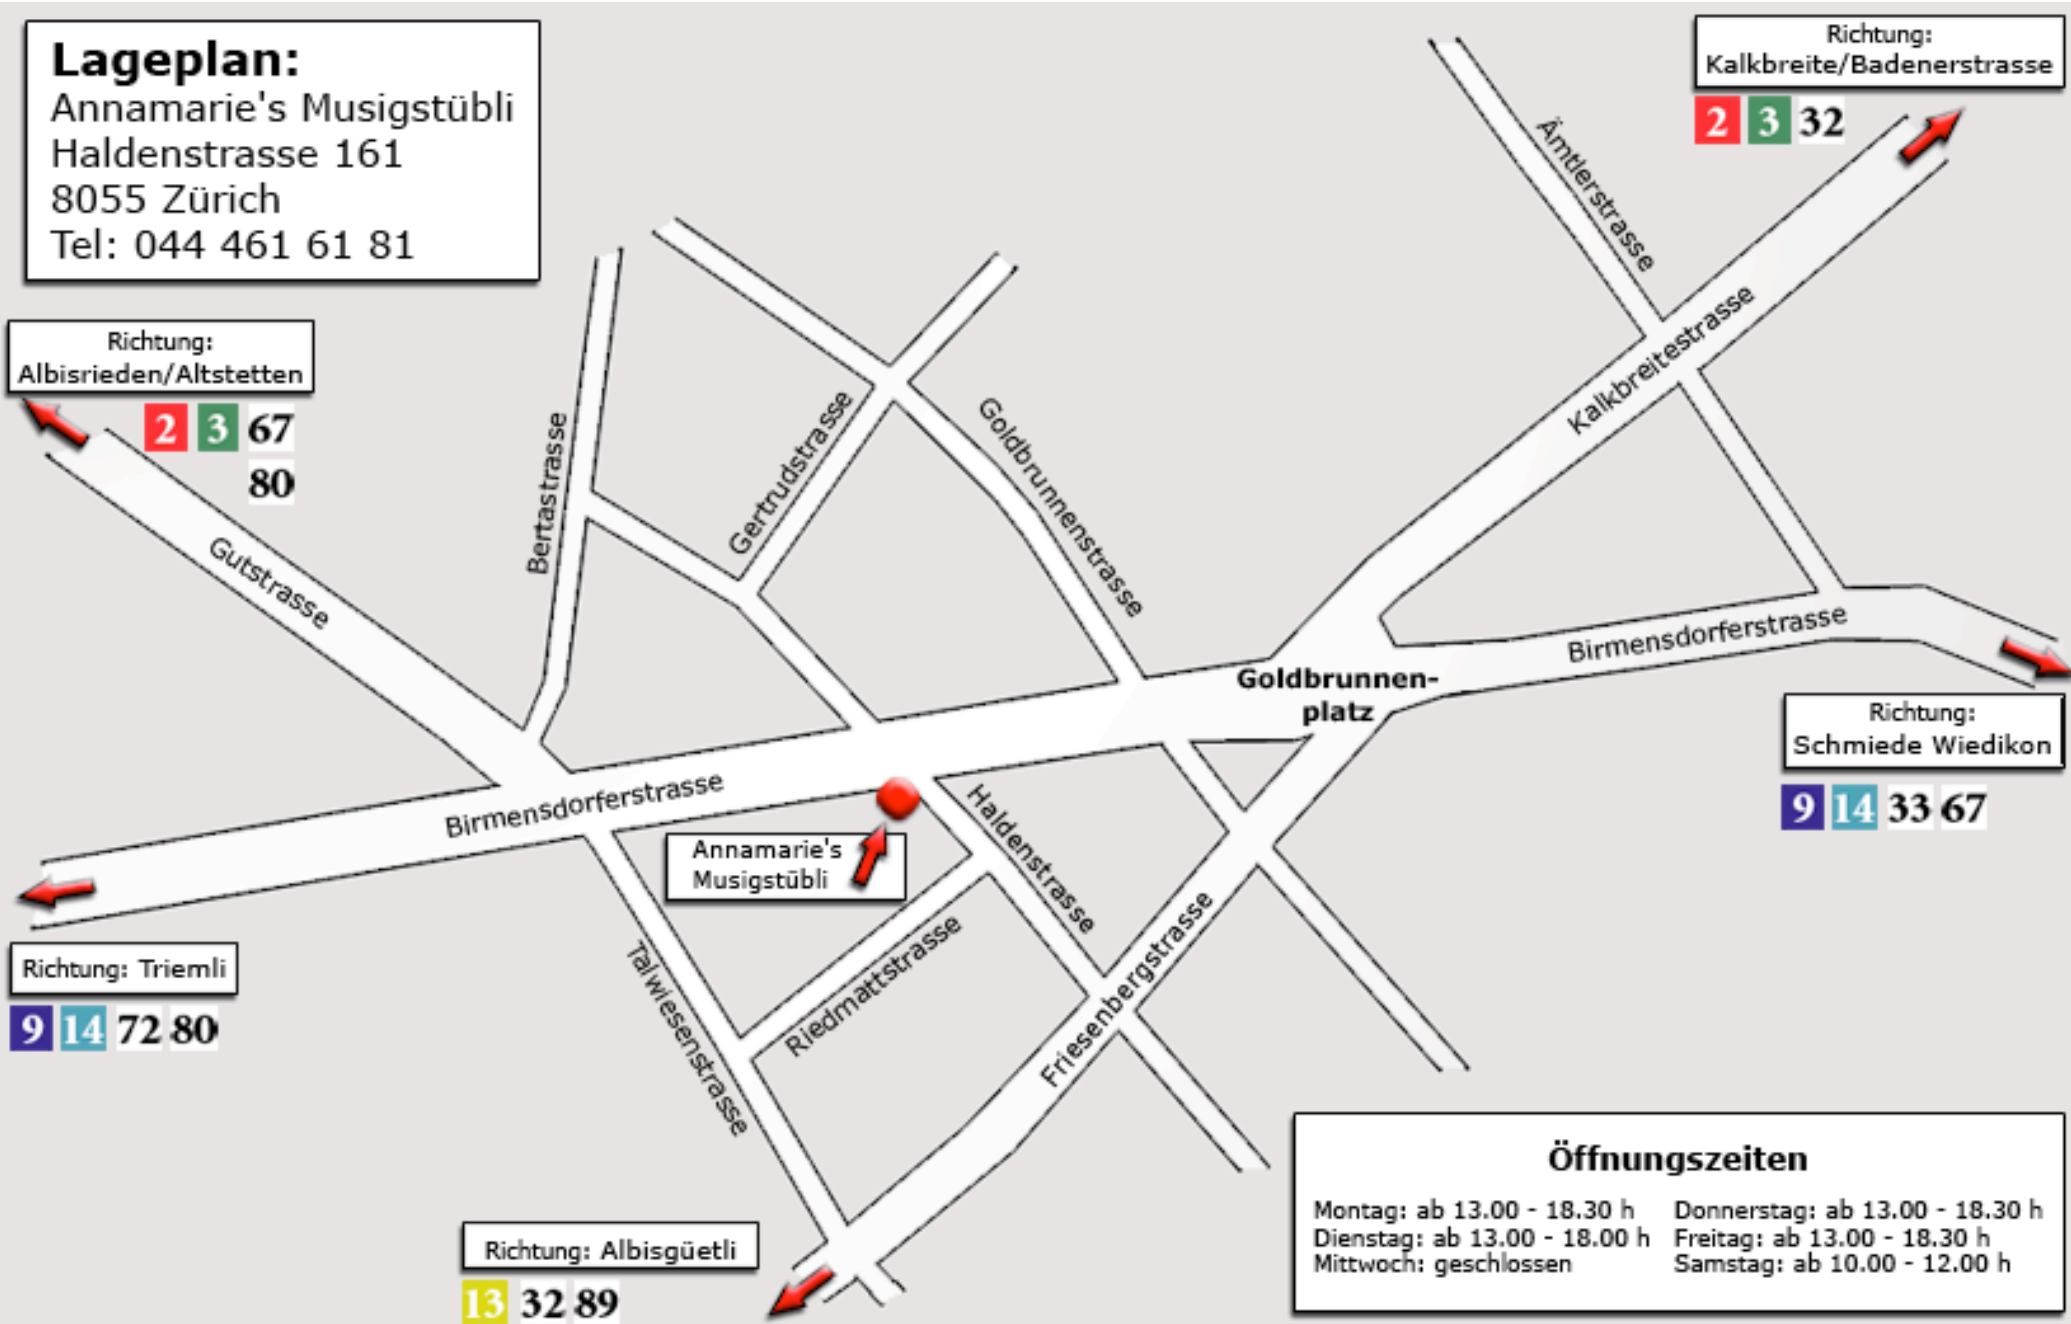 Lageplan:
Annamarie's Musigstübli
Haldenstrasse 161
8055 Zürich
Tel: 044 461 61 81
Richtung:
Kalkbreite/Badenerstrasse
2 3 32
Ämtlerstrasse
Kalkbreitestrasse
Richtung:
Albisrieden/Altstetten
2 3 67
80
Gutstrasse
Bertastrasse
Gertrudstrasse
Goldbrunnenstrasse
Goldbrunnen-
platz
Birmensdorferstrasse
Richtung:
Schmiede Wiedikon
9 14 33 67
Birmensdorferstrasse
Annamarie's
Musigstübli
Haldenstrasse
Riedmattstrasse
Talwiesenstrasse
Friesenbergstrasse
Richtung: Triemli
9 14 72 80
Richtung: Albisgüetli
13 32 89
Öffnungszeiten
Montag: ab 13.00 - 18.30 h
Dienstag: ab 13.00 - 18.00 h
Mittwoch: geschlossen
Donnerstag: ab 13.00 - 18.30 h
Freitag: ab 13.00 - 18.30 h
Samstag: ab 10.00 - 12.00 h